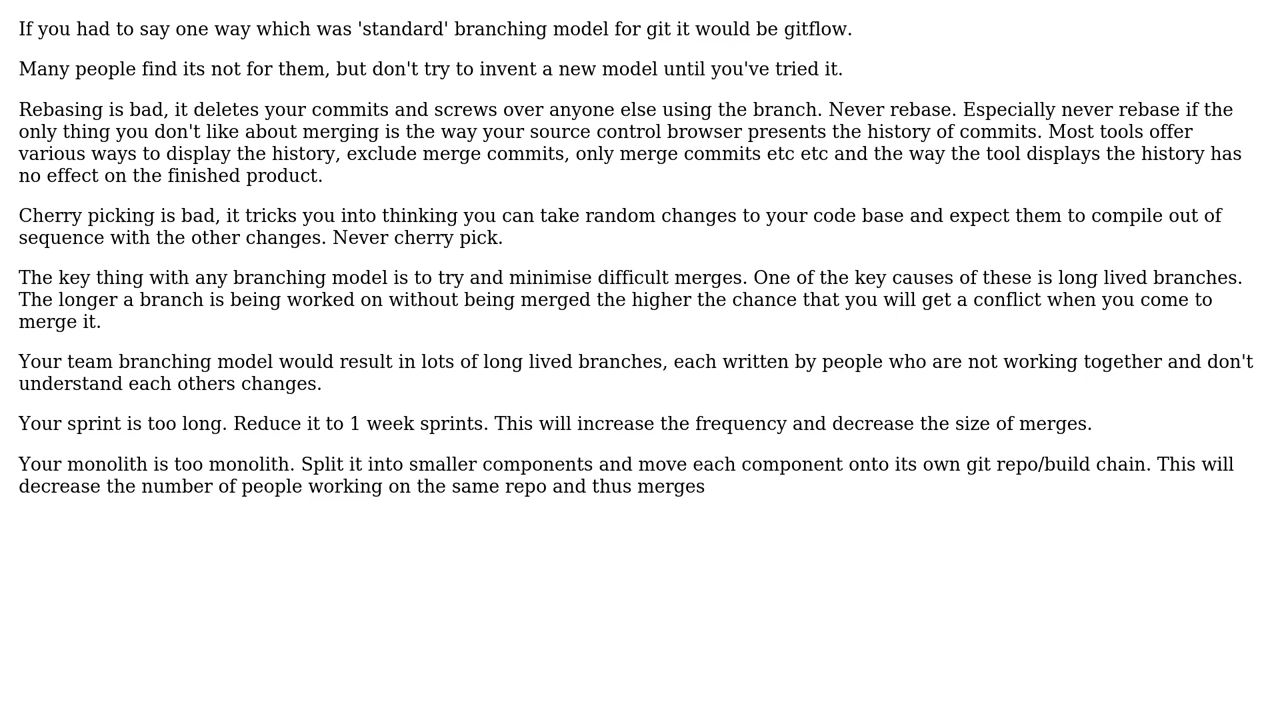 If you had to say one way which was 'standard' branching model for git it would be gitflow.
Many people find its not for them, but don't try to invent a new model until you've tried it.
Rebasing is bad, it deletes your commits and screws over anyone else using the branch. Never rebase. Especially never rebase if the
only thing you don't like about merging is the way your source control browser presents the history of commits. Most tools offer
various ways to display the history, exclude merge commits, only merge commits etc etc and the way the tool displays the history has
no effect on the finished product.
Cherry picking is bad, it tricks you into thinking you can take random changes to your code base and expect them to compile out of
sequence with the other changes. Never cherry pick.
The key thing with any branching model is to try and minimise difficult merges. One of the key causes of these is long lived branches.
The longer a branch is being worked on without being merged the higher the chance that you will get a conflict when you come to
merge it.
Your team branching model would result in lots of long lived branches, each written by people who are not working together and don't
understand each others changes.
Your sprint is too long. Reduce it to 1 week sprints. This will increase the frequency and decrease the size of merges.
Your monolith is too monolith. Split it into smaller components and move each component onto its own git repo/build chain. This will
decrease the number of people working on the same repo and thus merges